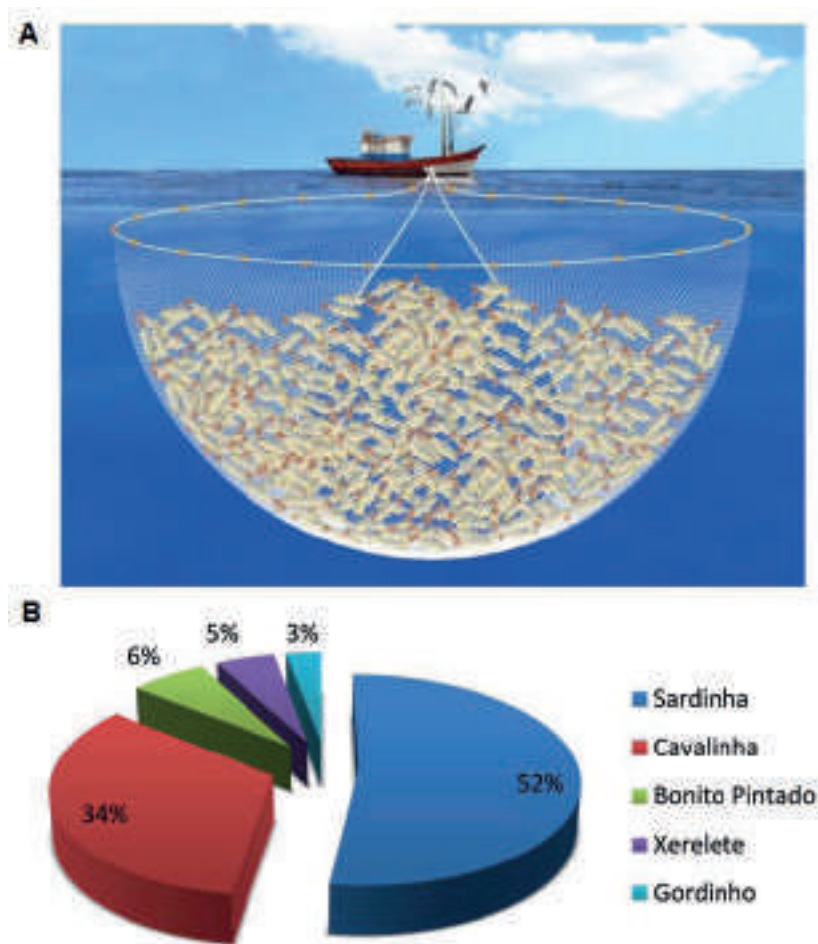 A
B
5%
3%
6%
52%
34%
Sardinha
Cavalinha
Bonito Pintado
Xerelete
Gordinho